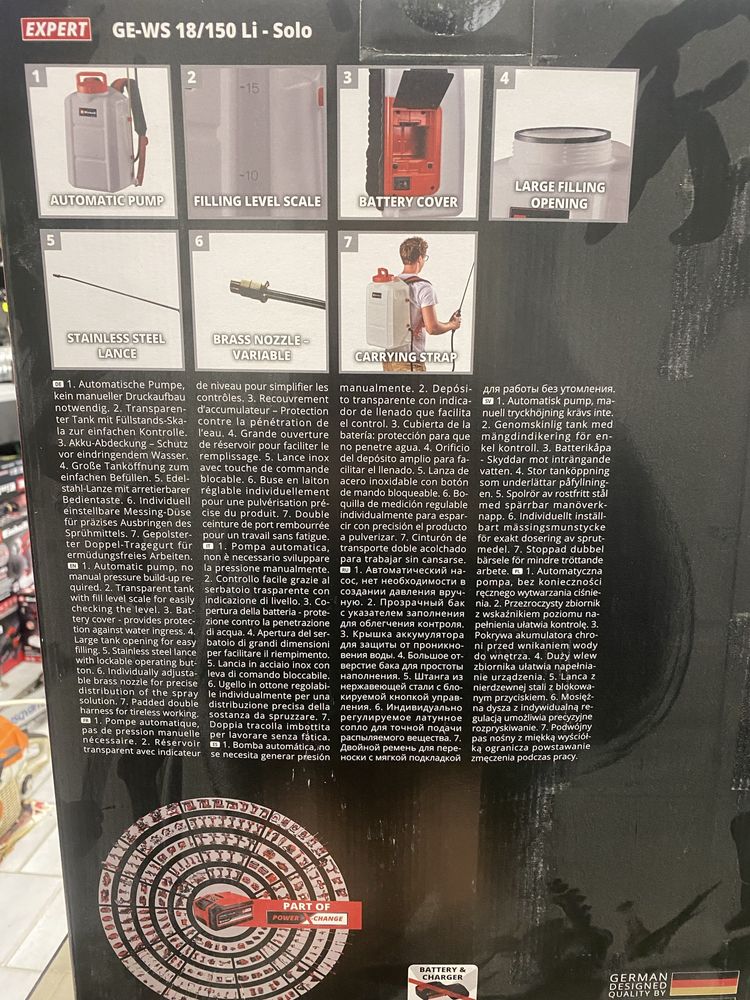 EXPERT GE-WS 18/150 Li - Solo
1
AUTOMATIC PUMP
2
-15
-10
FILLING LEVEL SCALE
3
BATTERY COVER
4
LARGE FILLING
OPENING
5
STAINLESS STEEL
LANCE
6
BRASS NOZZLE -
VARIABLE
7
CARRYING STRAP
DE 1. Automatische Pumpe,
kein manueller Druckaufbau
notwendig. 2. Transparen-
ter Tank mit Füllstands-Ska-
la zur einfachen Kontrolle.
3. Akku-Abdeckung – Schutz
vor eindringendem Wasser.
4. Große Tanköffnung zum
einfachen Befüllen. 5. Edel-
stahl-Lanze mit arretierbarer
Bedientaste. 6. Individuell
einstellbare Messing-Düse
für präzises Ausbringen des
Sprühmittels. 7. Gepolster-
ter Doppel-Tragegurt für
ermüdungsfreies Arbeiten.
EN 1. Automatic pump, no
manual pressure build-up re-
quired. 2. Transparent tank
with fill level scale for easily
checking the level. 3. Bat-
tery cover - provides protec-
tion against water ingress. 4.
Large tank opening for easy
filling. 5. Stainless steel lance
with lockable operating but-
ton. 6. Individually adjusta-
ble brass nozzle for precise
distribution of the spray
solution. 7. Padded double
harness for tireless working.
FR 1. Pompe automatique,
pas de pression manuelle
nécessaire. 2. Réservoir
transparent avec indicateur
de niveau pour simplifier les
contrôles. 3. Recouvrement
d'accumulateur – Protection
contre la pénétration de
l'eau. 4. Grande ouverture
de réservoir pour faciliter le
remplissage. 5. Lance inox
avec touche de commande
blocable. 6. Buse en laiton
réglable individuellement
pour une pulvérisation pré-
cise du produit. 7. Double
ceinture de port rembourrée
pour un travail sans fatigue.
IT 1. Pompa automatica,
non è necessario sviluppare
la pressione manualmente.
2. Controllo facile grazie al
serbatoio trasparente con
indicazione di livello. 3. Co-
pertura della batteria - prote-
zione contro la penetrazione
di acqua. 4. Apertura del ser-
batoio di grandi dimensioni
per facilitare il riempimento.
5. Lancia in acciaio inox con
leva di comando bloccabile.
6. Ugello in ottone regolabi-
le individualmente per una
distribuzione precisa della
sostanza da spruzzare. 7.
Doppia tracolla imbottita
per lavorare senza fatica.
ES 1. Bomba automática, no
se necesita generar presión
manualmente. 2. Depósi-
to transparente con indica-
dor de llenado que facilita
el control. 3. Cubierta de la
batería: protección para que
no penetre agua. 4. Orificio
del depósito amplio para fa-
cilitar el llenado. 5. Lanza de
acero inoxidable con botón
de mando bloqueable. 6. Bo-
quilla de medición regulable
individualmente para espar-
cir con precisión el producto
a pulverizar. 7. Cinturón de
transporte doble acolchado
para trabajar sin cansarse.
RU 1. Автоматический на-
сос, нет необходимости в
создании давления вруч-
ную. 2. Прозрачный бак
с указателем заполнения
для облегчения контроля.
3. Крышка аккумулятора
для защиты от проникно-
вения воды. 4. Большое от-
верстие бака для простоты
наполнения. 5. Штанга из
нержавеющей стали с бло-
кируемой кнопкой управ-
ления. 6. Индивидуально
регулируемое латунное
сопло для точной подачи
распыляемого вещества. 7.
Двойной ремень для пере-
носки с мягкой подкладкой
для работы без утомления.
SV 1. Automatisk pump, ma-
nuell tryckhöjning krävs inte.
2. Genomskinlig tank med
mängdindikering för en-
kel kontroll. 3. Batterikåpa
- Skyddar mot inträngande
vatten. 4. Stor tanköppning
som underlättar påfyllning-
en. 5. Spolrör av rostfritt stål
med spärrbar manöverk-
napp. 6. Individuellt inställ-
bart mässingsmunstycke
för exakt dosering av sprut-
medel. 7. Stoppad dubbel
bärsele för mindre tröttande
arbete. PL 1. Automatyczna
pompa, bez konieczności
ręcznego wytwarzania ciśnie-
nia. 2. Przezroczysty zbiornik
z wskaźnikiem poziomu na-
pełnienia ułatwia kontrolę. 3.
Pokrywa akumulatora chro-
ni przed wnikaniem wody
do wnętrza. 4. Duży wlew
zbiornika ułatwia napełnia-
nie urządzenia. 5. Lanca z
nierdzewnej stali z blokowa-
nym przyciskiem. 6. Mosięż-
na dysza z indywidualną re-
gulacją umożliwia precyzyjne
rozpryskiwanie. 7. Podwójny
pas nośny z miękką wyściół-
ką ogranicza powstawanie
zmęczenia podczas pracy.
PART OF
POWER X-CHANGE
BATTERY &
CHARGER
GERMAN
DESIGNED
QUALITY BY